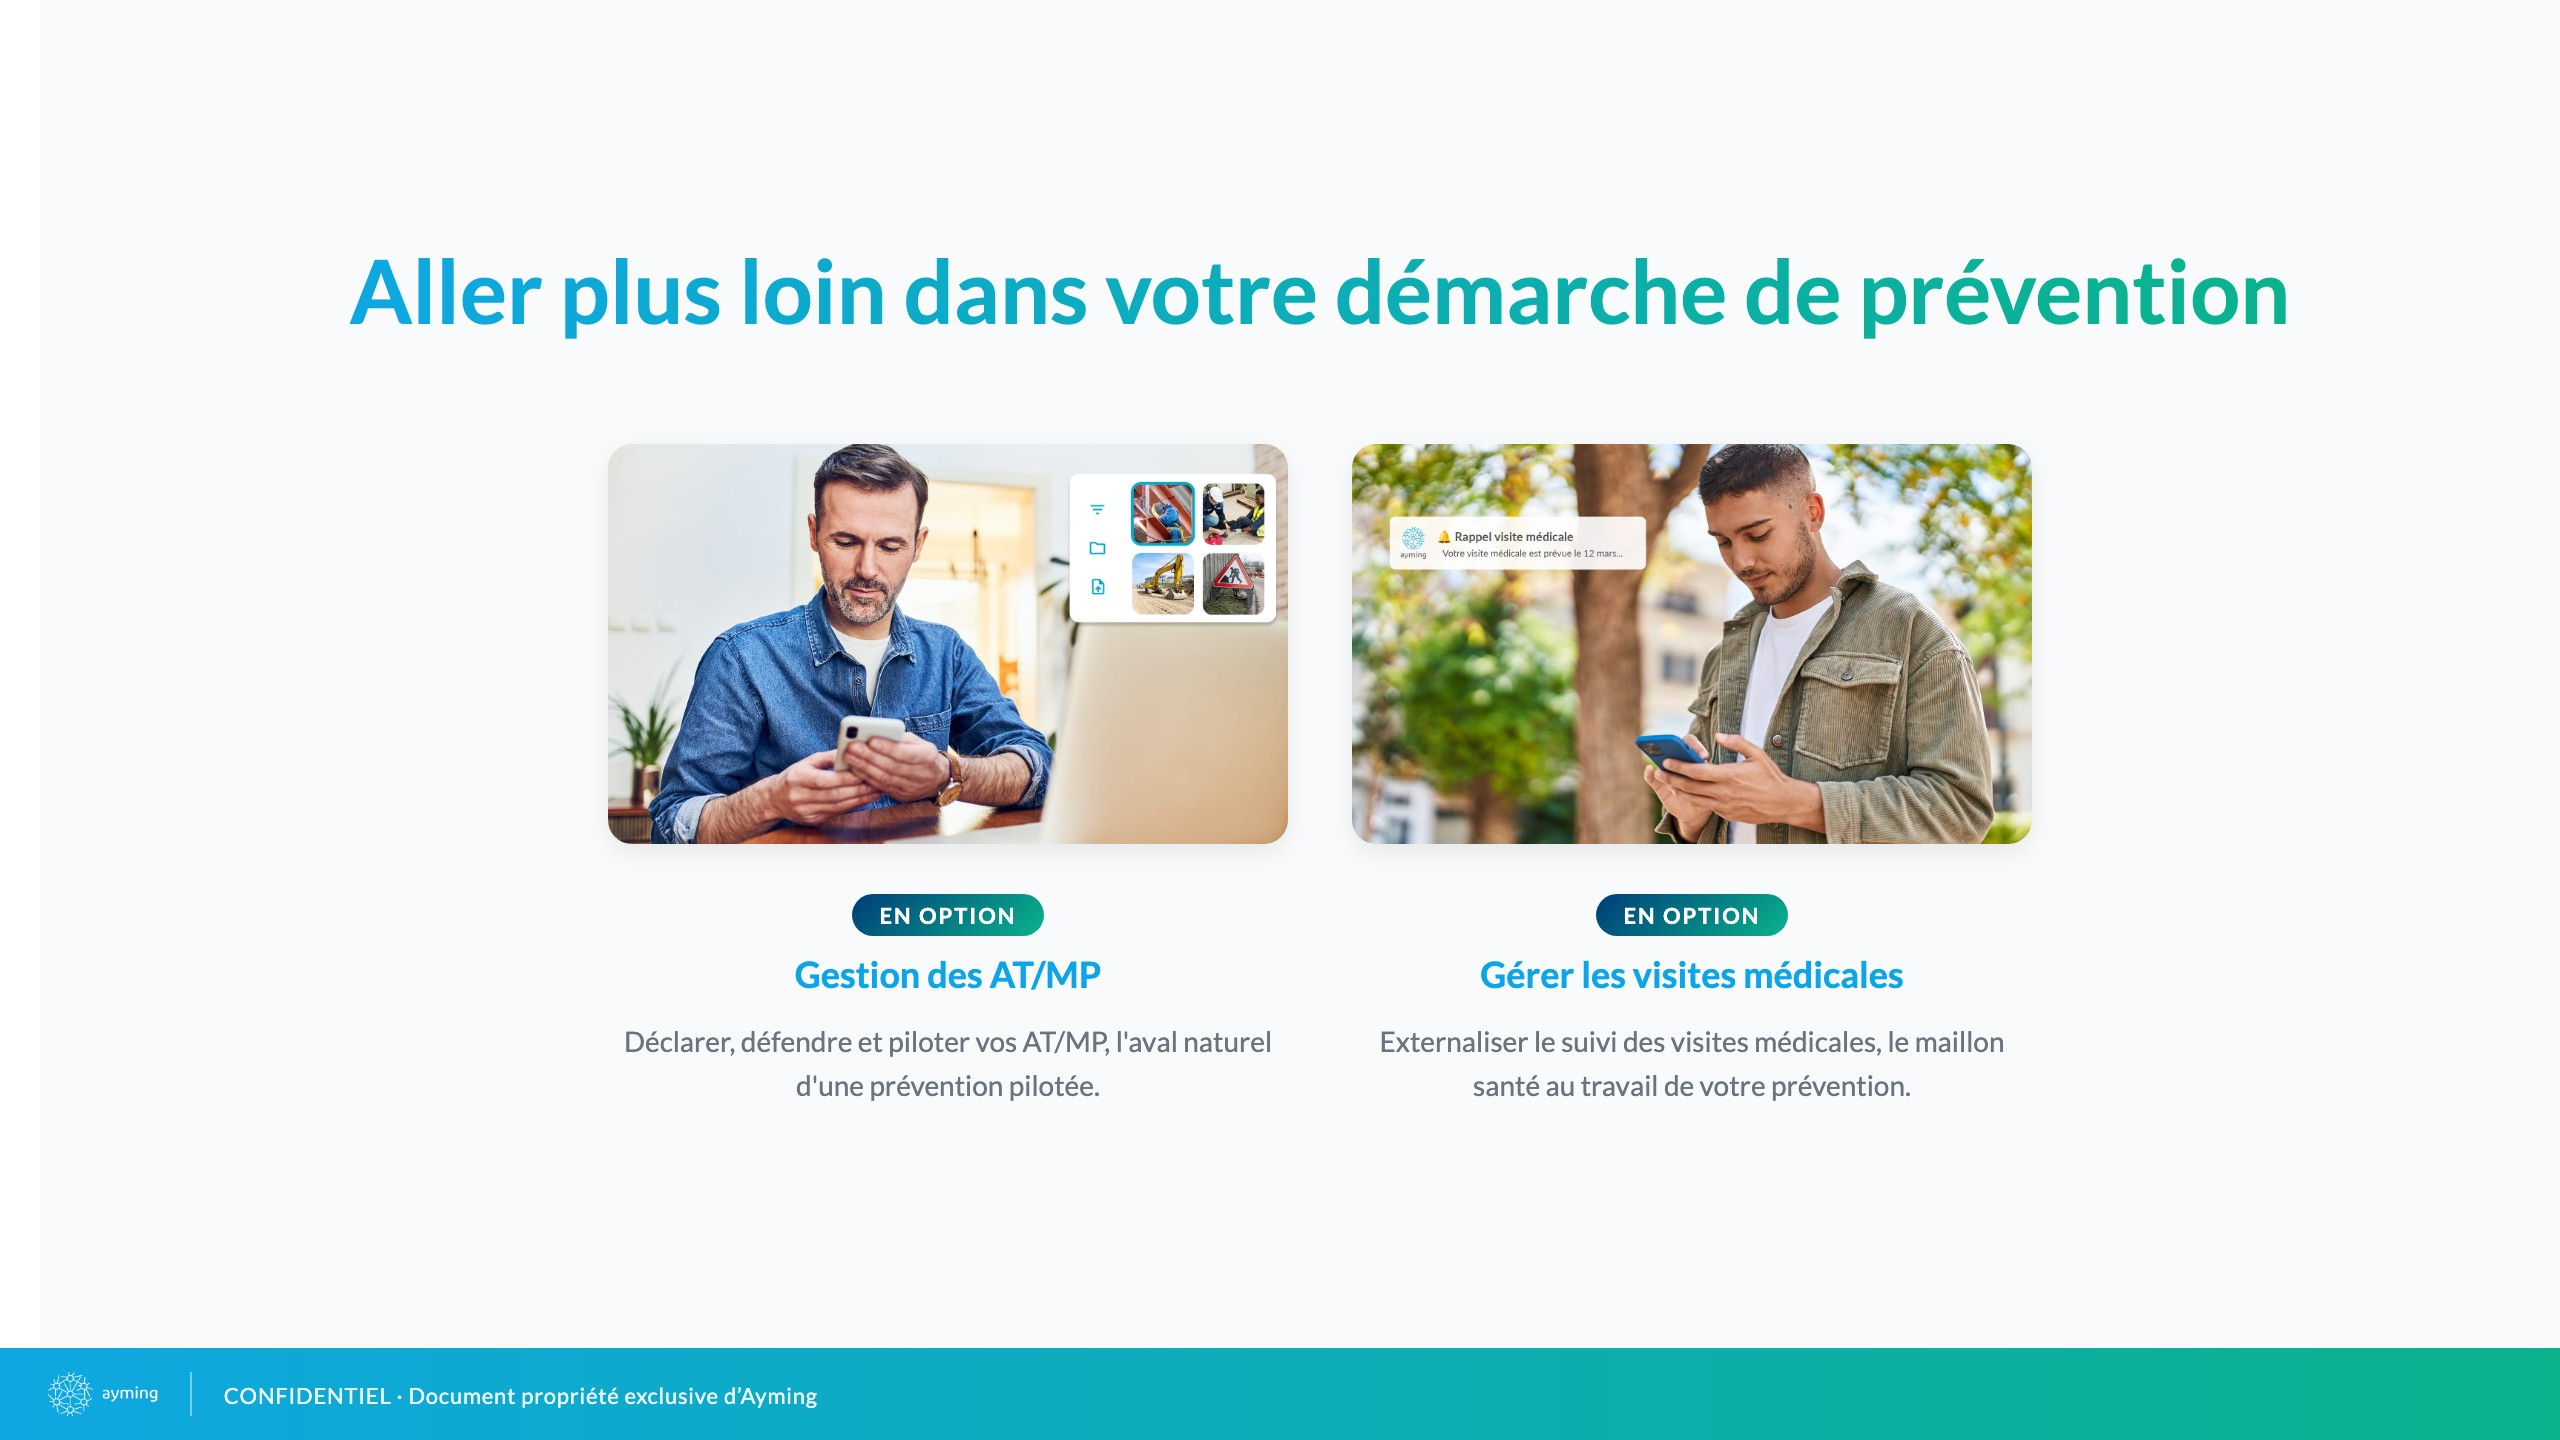 Aller plus loin dans votre démarche de prévention
ayming
🔔 Rappel visite médicale
Votre visite médicale est prévue le 12 mars...
EN OPTION
Gestion des AT/MP
Déclarer, défendre et piloter vos AT/MP, l'aval naturel
d'une prévention pilotée.
EN OPTION
Gérer les visites médicales
Externaliser le suivi des visites médicales, le maillon
santé au travail de votre prévention.
ayming
CONFIDENTIEL · Document propriété exclusive d’Ayming